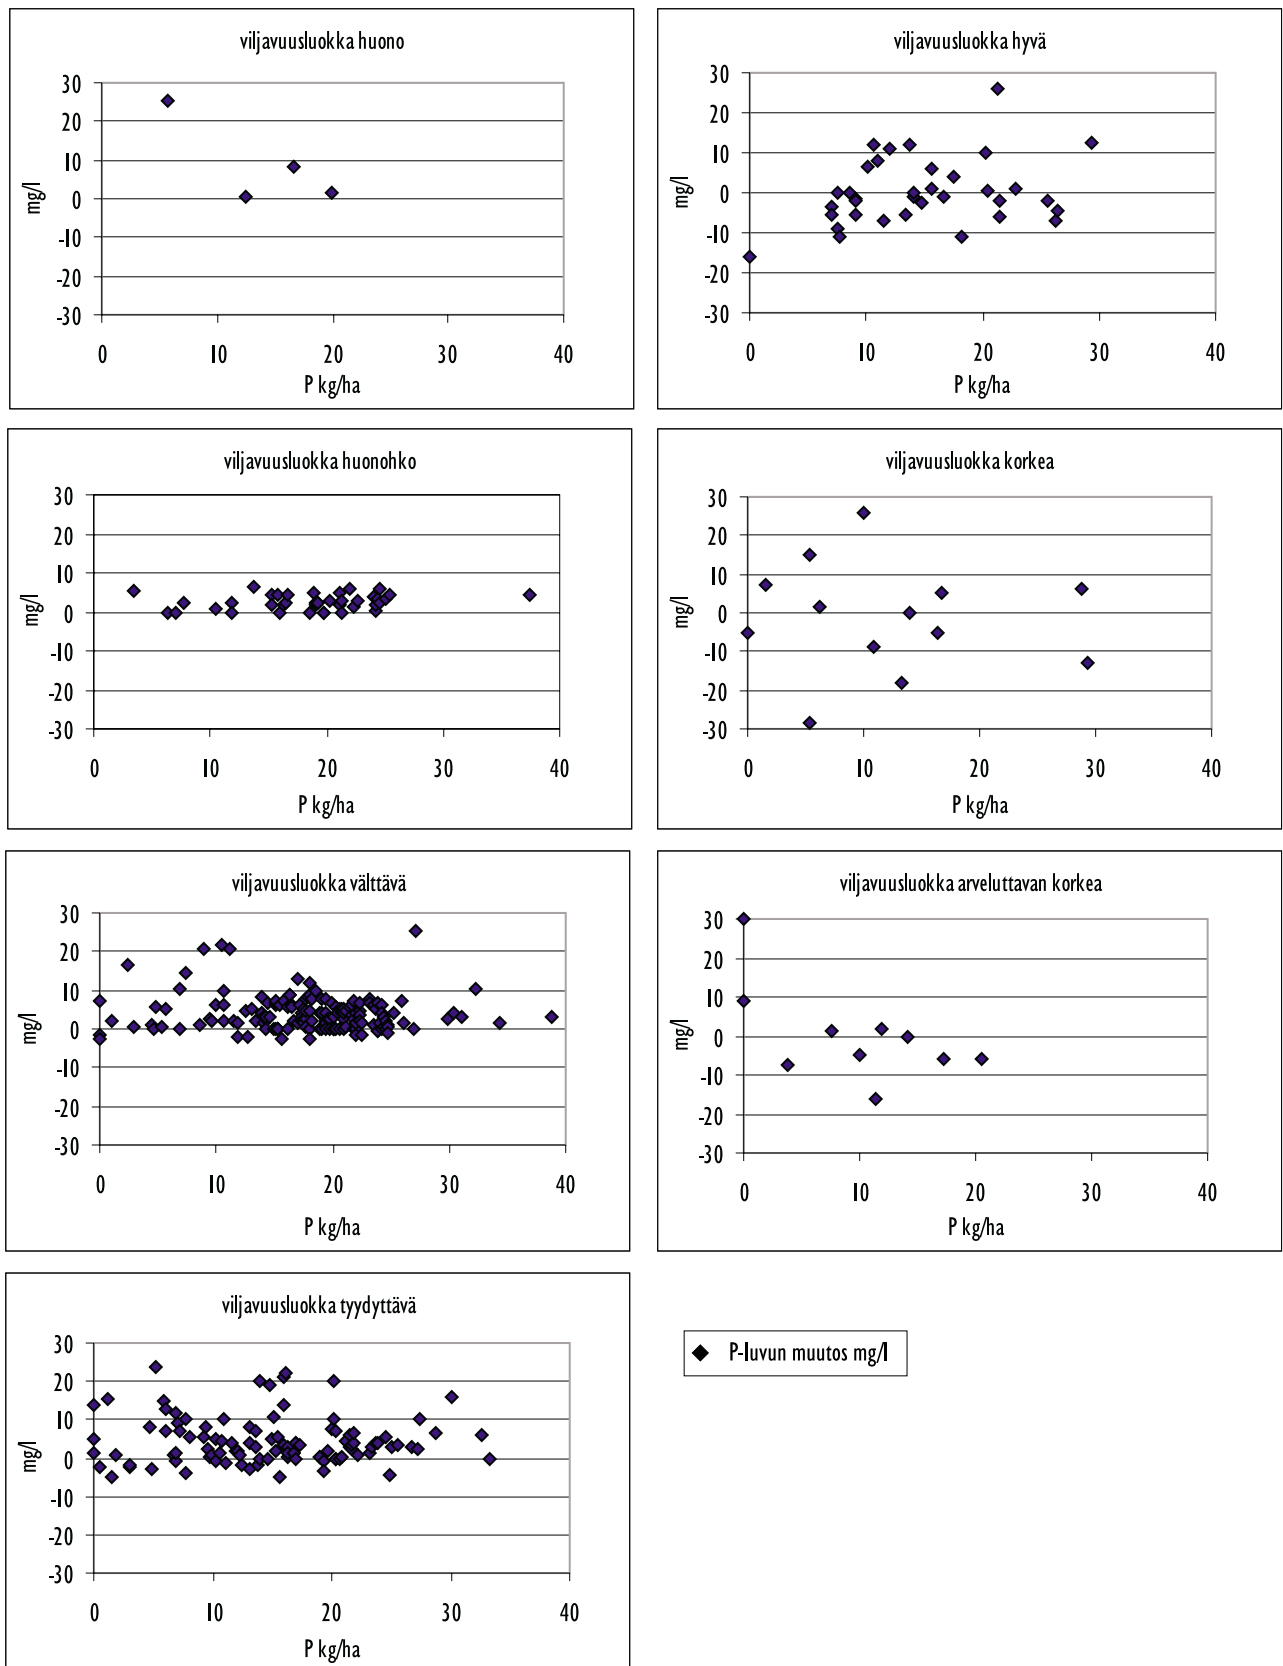 viljavuusluokka huono
30
20
10
0
-10
-20
-30
mg/l
0 10 20 30 40
P kg/ha
viljavuusluokka hyvä
30
20
10
0
-10
-20
-30
mg/l
0 10 20 30 40
P kg/ha
viljavuusluokka huonohko
30
20
10
0
-10
-20
-30
mg/l
0 10 20 30 40
P kg/ha
viljavuusluokka korkea
30
20
10
0
-10
-20
-30
mg/l
0 10 20 30 40
P kg/ha
viljavuusluokka välttävä
30
20
10
0
-10
-20
-30
mg/l
0 10 20 30 40
P kg/ha
viljavuusluokka arveluttavan korkea
30
20
10
0
-10
-20
-30
mg/l
0 10 20 30 40
P kg/ha
viljavuusluokka tyydyttävä
30
20
10
0
-10
-20
-30
mg/l
0 10 20 30 40
P kg/ha
P-luvun muutos mg/l